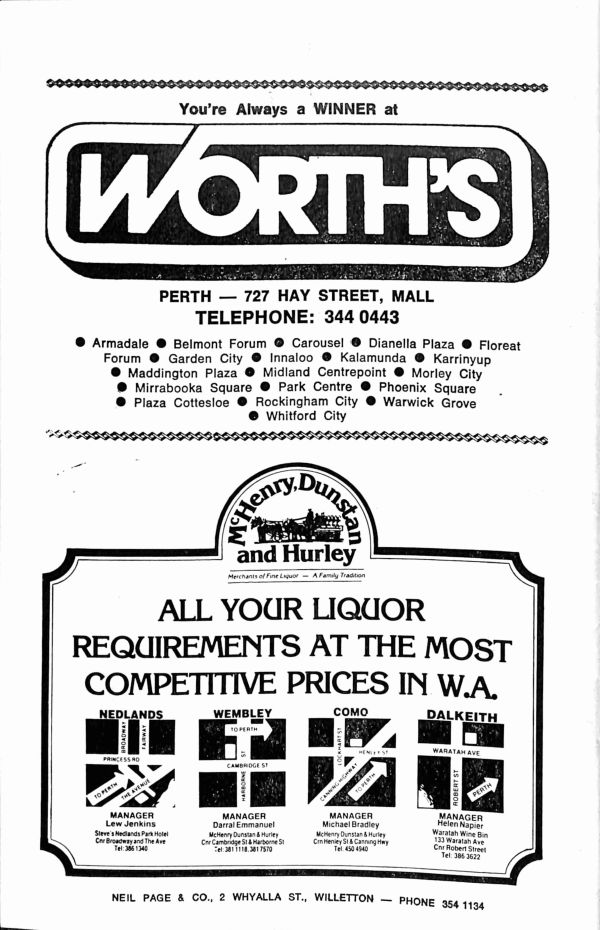 You're Always a WINNER at
WORTH'S
PERTH — 727 HAY STREET, MALL
TELEPHONE: 344 0443
● Armadale ● Belmont Forum ● Carousel ● Dianella Plaza ● Floreat
Forum ● Garden City ● Innaloo ● Kalamunda ● Karrinyup
● Maddington Plaza ● Midland Centrepoint ● Morley City
● Mirrabooka Square ● Park Centre ● Phoenix Square
● Plaza Cottesloe ● Rockingham City ● Warwick Grove
● Whitford City
McHenry, Dunstan
and Hurley
Merchants of Fine Liquor — A Family Tradition
ALL YOUR LIQUOR
REQUIREMENTS AT THE MOST
COMPETITIVE PRICES IN W.A.
NEDLANDS
BROADWAY
FAIRWAY
PRINCESS RD
TO PERTH
THE AVENUE
MANAGER
Lew Jenkins
Steve's Nedlands Park Hotel
Cnr Broadway and The Ave
Tel: 386 1340
WEMBLEY
TO PERTH
ST
CAMBRIDGE ST
HARBORNE
MANAGER
Darral Emmanuel
McHenry Dunstan & Hurley
Cnr Cambridge St & Harborne St
Tel: 381 1118, 381 7570
COMO
LOCKHART ST
HENLEY ST
CANNING HIGHWAY
TO PERTH
MANAGER
Michael Bradley
McHenry Dunstan & Hurley
Crn Henley St & Canning Hwy
Tel. 450 4940
DALKEITH
WARATAH AVE
ROBERT ST
PERTH
MANAGER
Helen Napier
Waratah Wine Bin
133 Waratah Ave
Cnr Robert Street
Tel: 386 3622
NEIL PAGE & CO., 2 WHYALLA ST., WILLETTON — PHONE 354 1134